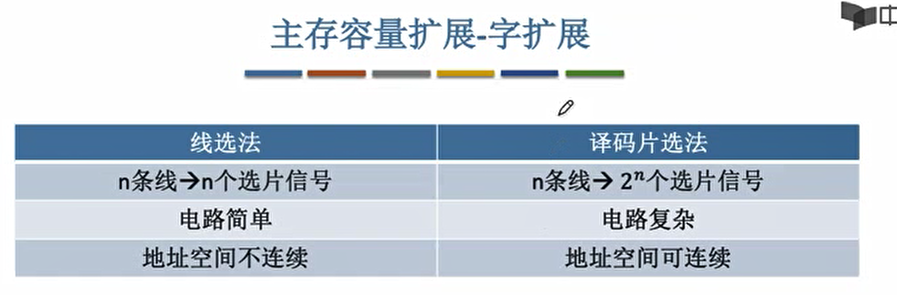 主存容量扩展-字扩展
中
线选法 译码片选法
n条线→n个选片信号 n条线→ 2ⁿ个选片信号
电路简单 电路复杂
地址空间不连续 地址空间可连续